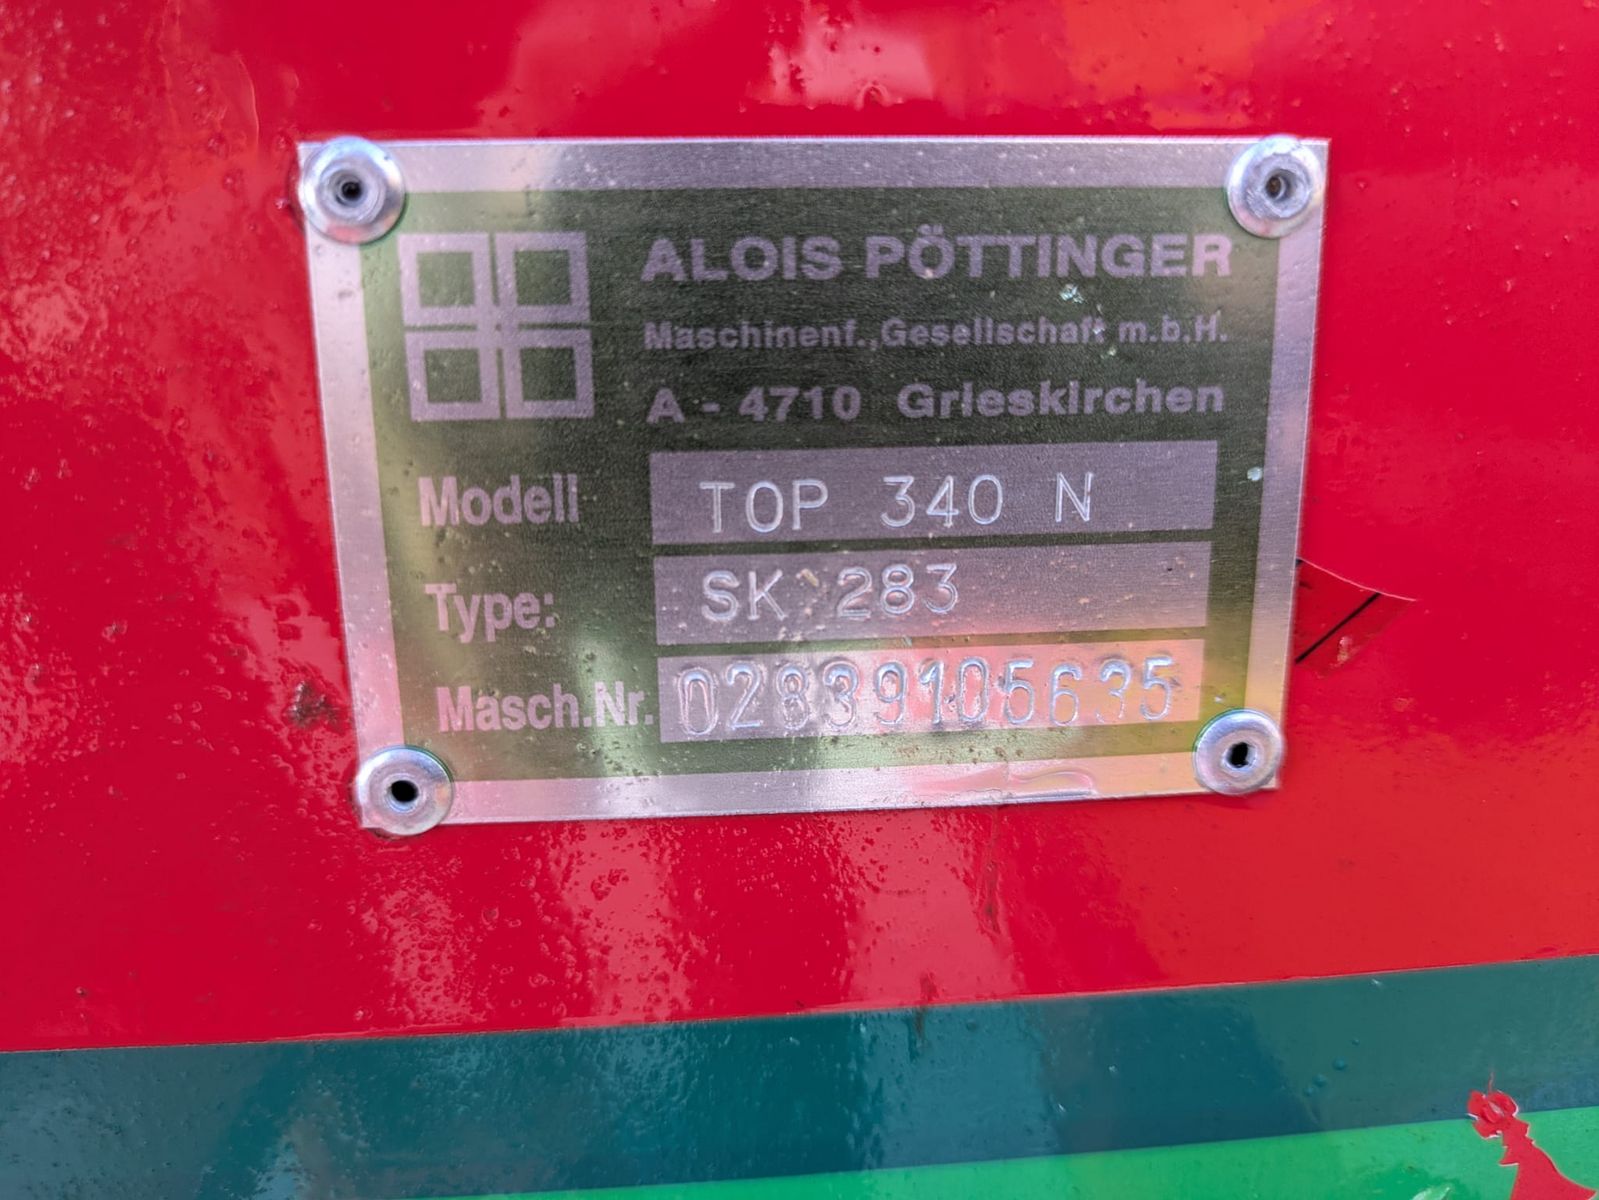 ALOIS PÖTTINGER
Maschinenf.,Gesellschaft m.b.H.
A - 4710 Grieskirchen
Modell TOP 340 N
Type: SK 283
Masch.Nr. 02839105635